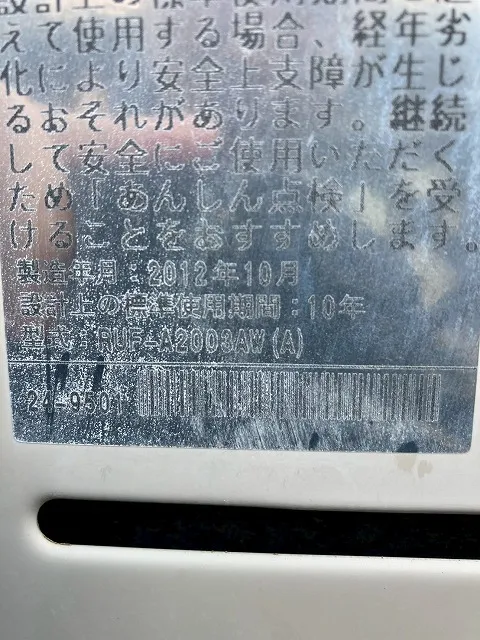 劣じ続く受す。
年生継だをま
経が。た」し
、障すい検め
合支ま用点す
場上り使んす
る全あごしお
す安がにんを
用りれ全あと
使よそ安「こ
計てにおてめる
え化るしたけ
製造年月:2012年10月
設計上の標準使用期間:10年
型式:RUF-A2003AW(A)
24-9501